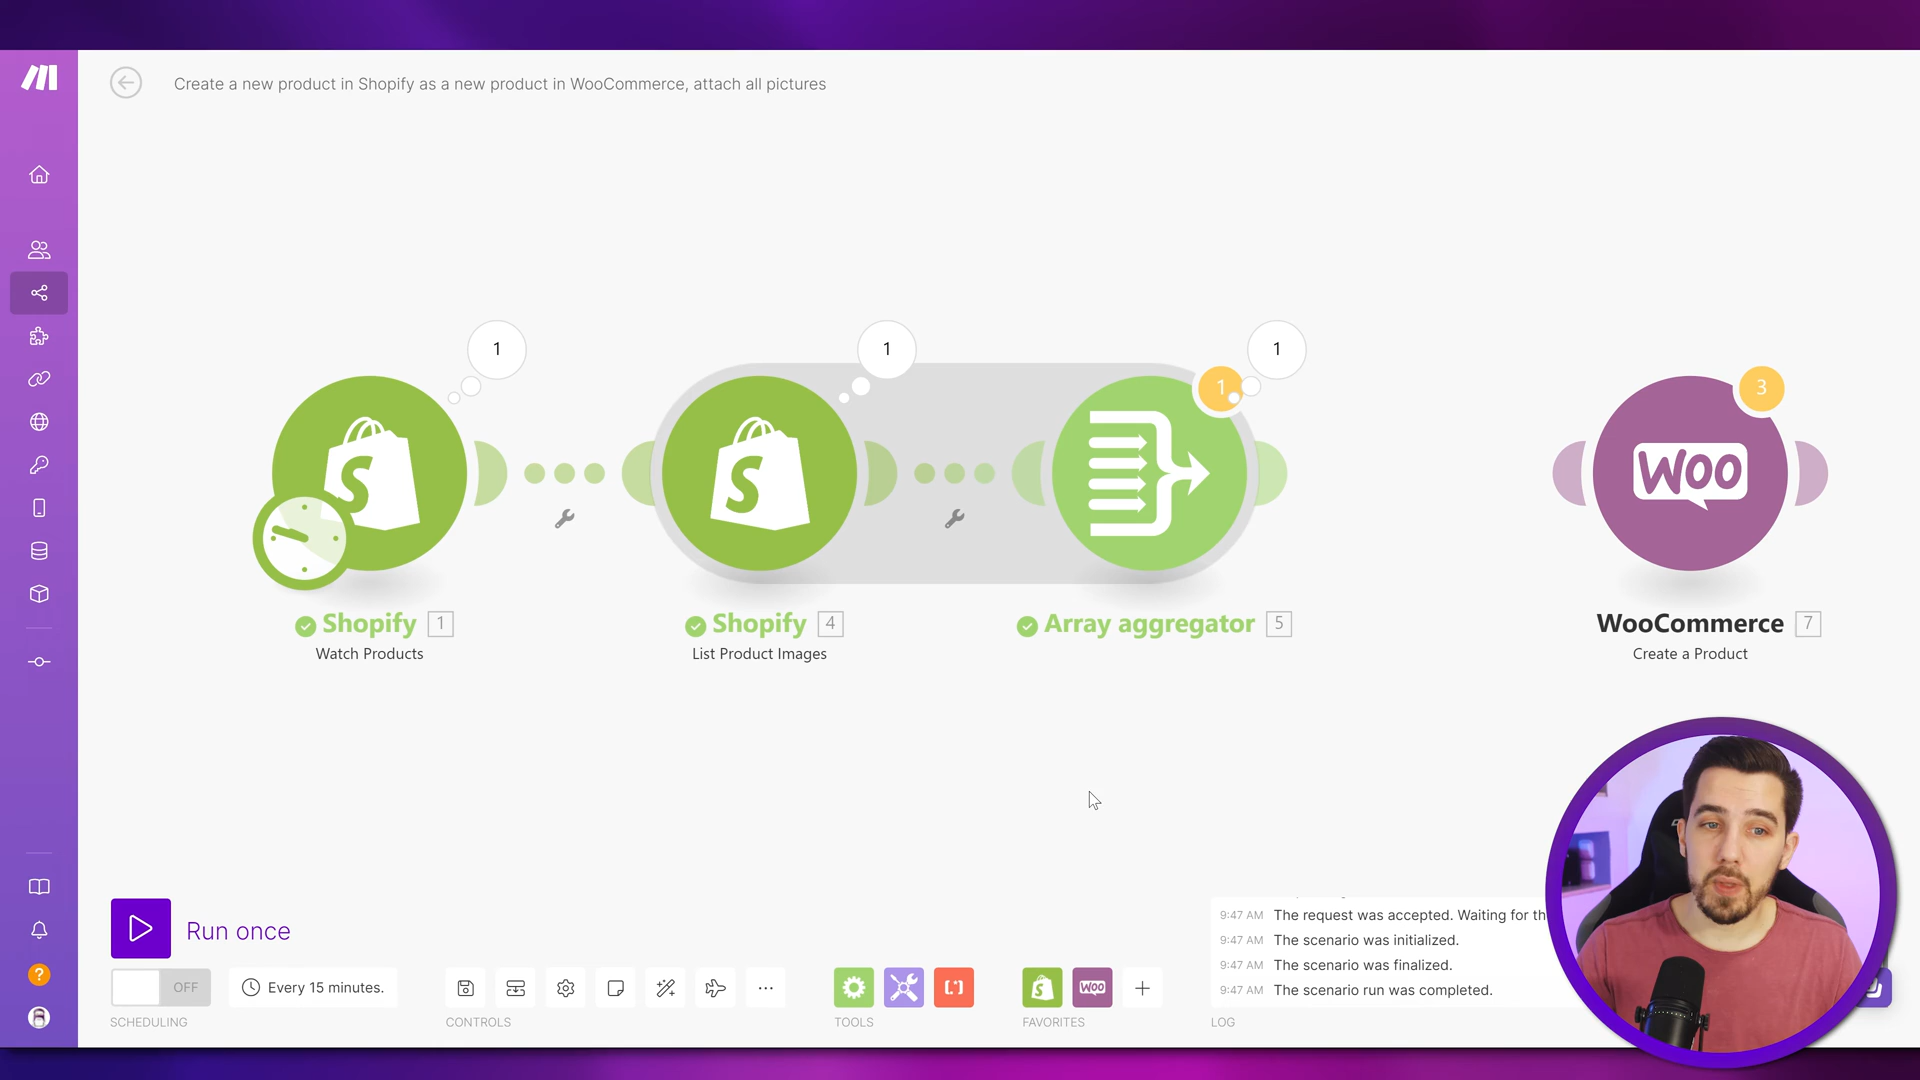 Create a new product in Shopify as a new product in WooCommerce, attach all pictures
1
1
1
1
3
S
S
S
WOO
Shopify 1
Watch Products
Shopify 4
List Product Images
Array aggregator 5
WooCommerce 7
Create a Product
Run once
OFF
Every 15 minutes.
SCHEDULING
CONTROLS
TOOLS
S
WOO
FAVORITES
9:47 AM The request was accepted. Waiting for th
9:47 AM The scenario was initialized.
9:47 AM The scenario was finalized.
9:47 AM The scenario run was completed.
LOG
?